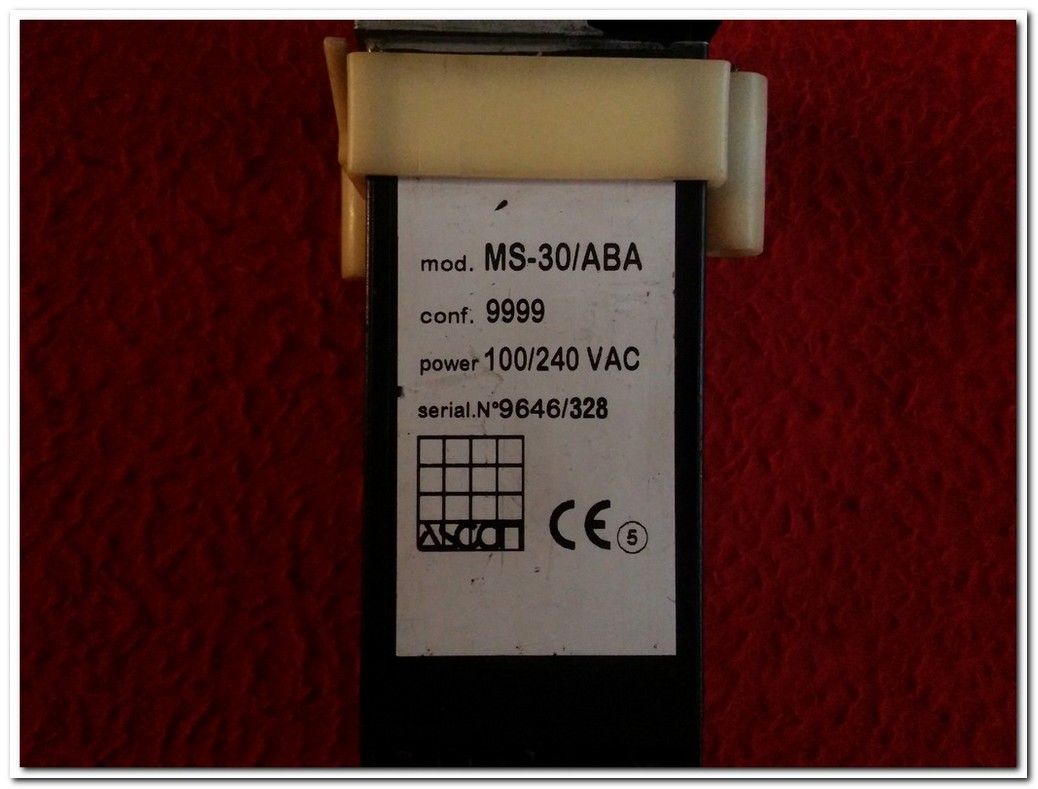 mod. MS-30/ABA
conf. 9999
power 100/240 VAC
serial.N°9646/328
ASCON
CE 5